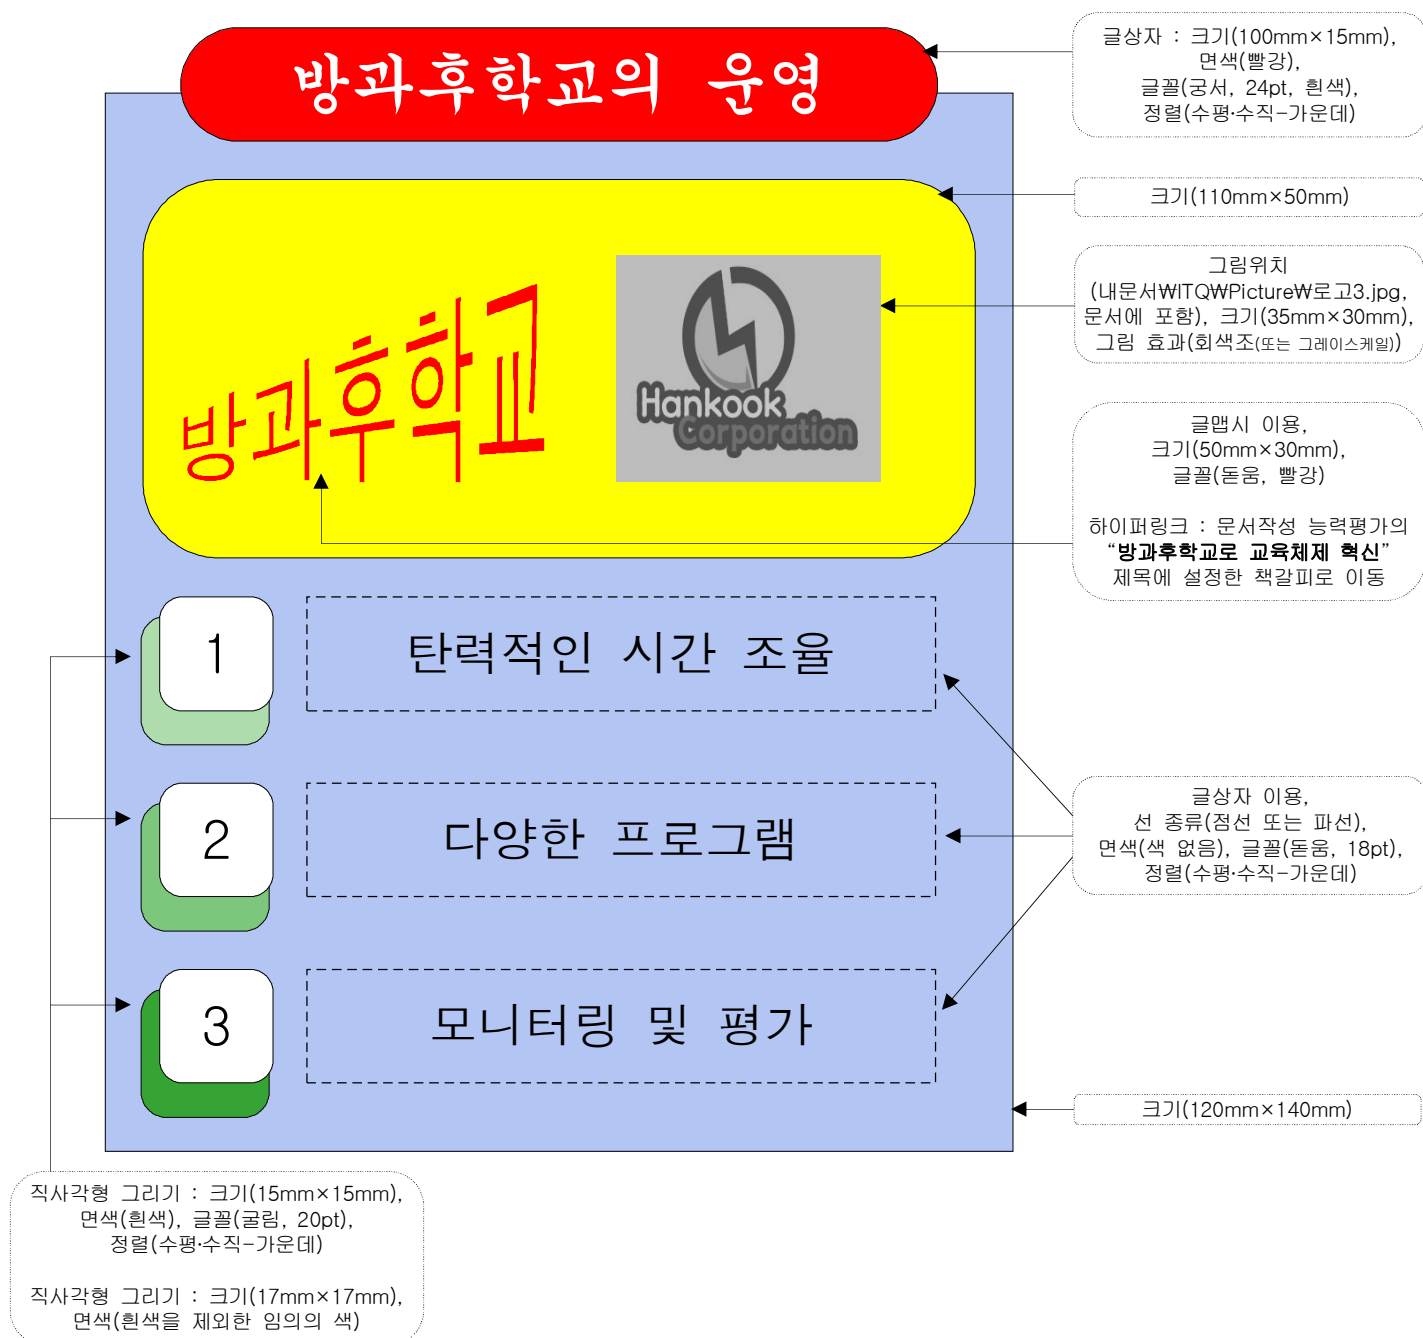 방과후학교의 운영
글상자 : 크기(100mm×15mm),
면색(빨강),
글꼴(궁서, 24pt, 흰색),
정렬(수평·수직-가운데)
크기(110mm×50mm)
방과후학교
Hankook
Corporation
그림위치
(내문서₩ITQ₩Picture₩로고3.jpg,
문서에 포함), 크기(35mm×30mm),
그림 효과(회색조(또는 그레이스케일))
글맵시 이용,
크기(50mm×30mm),
글꼴(돋움, 빨강)
하이퍼링크 : 문서작성 능력평가의
“방과후학교로 교육체제 혁신”
제목에 설정한 책갈피로 이동
1
탄력적인 시간 조율
2
다양한 프로그램
글상자 이용,
선 종류(점선 또는 파선),
면색(색 없음), 글꼴(돋움, 18pt),
정렬(수평·수직-가운데)
3
모니터링 및 평가
크기(120mm×140mm)
직사각형 그리기 : 크기(15mm×15mm),
면색(흰색), 글꼴(굴림, 20pt),
정렬(수평·수직-가운데)
직사각형 그리기 : 크기(17mm×17mm),
면색(흰색을 제외한 임의의 색)